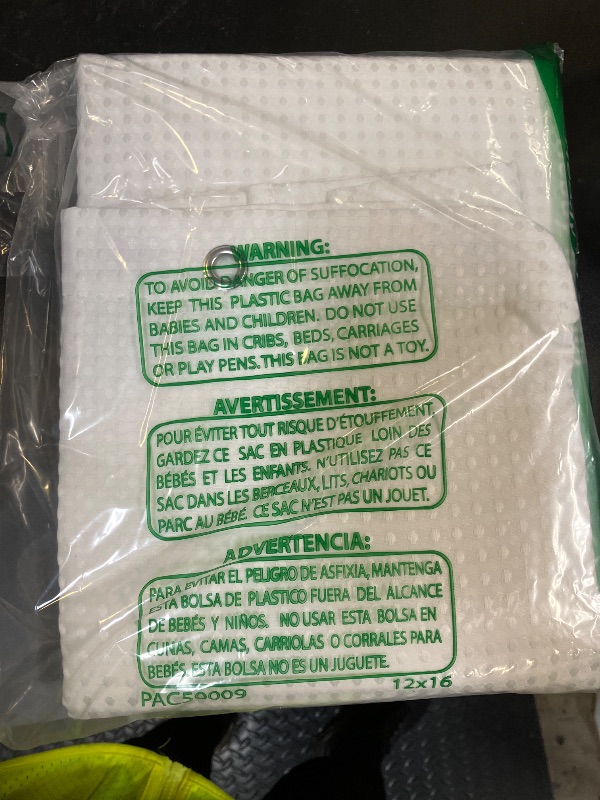 WARNING:
TO AVOID DANGER OF SUFFOCATION,
KEEP THIS PLASTIC BAG AWAY FROM
BABIES AND CHILDREN. DO NOT USE
THIS BAG IN CRIBS, BEDS, CARRIAGES
OR PLAY PENS. THIS BAG IS NOT A TOY.
AVERTISSEMENT:
POUR ÉVITER TOUT RISQUE D'ÉTOUFFEMENT,
GARDEZ CE SAC EN PLASTIQUE LOIN DES
BÉBÉS ET LES ENFANTS. N'UTILISEZ PAS CE
SAC DANS LES BERCEAUX, LITS, CHARIOTS OU
PARC AU BÉBÉ. CE SAC N'EST PAS UN JOUET.
ADVERTENCIA:
PARA EVITAR EL PELIGRO DE ASFIXIA, MANTENGA
ESTA BOLSA DE PLASTICO FUERA DEL ALCANCE
DE BEBÉS Y NIÑOS. NO USAR ESTA BOLSA EN
CUNAS, CAMAS, CARRIOLAS O CORRALES PARA
BEBÉS. ESTA BOLSA NO ES UN JUGUETE.
PAC59009 12x16